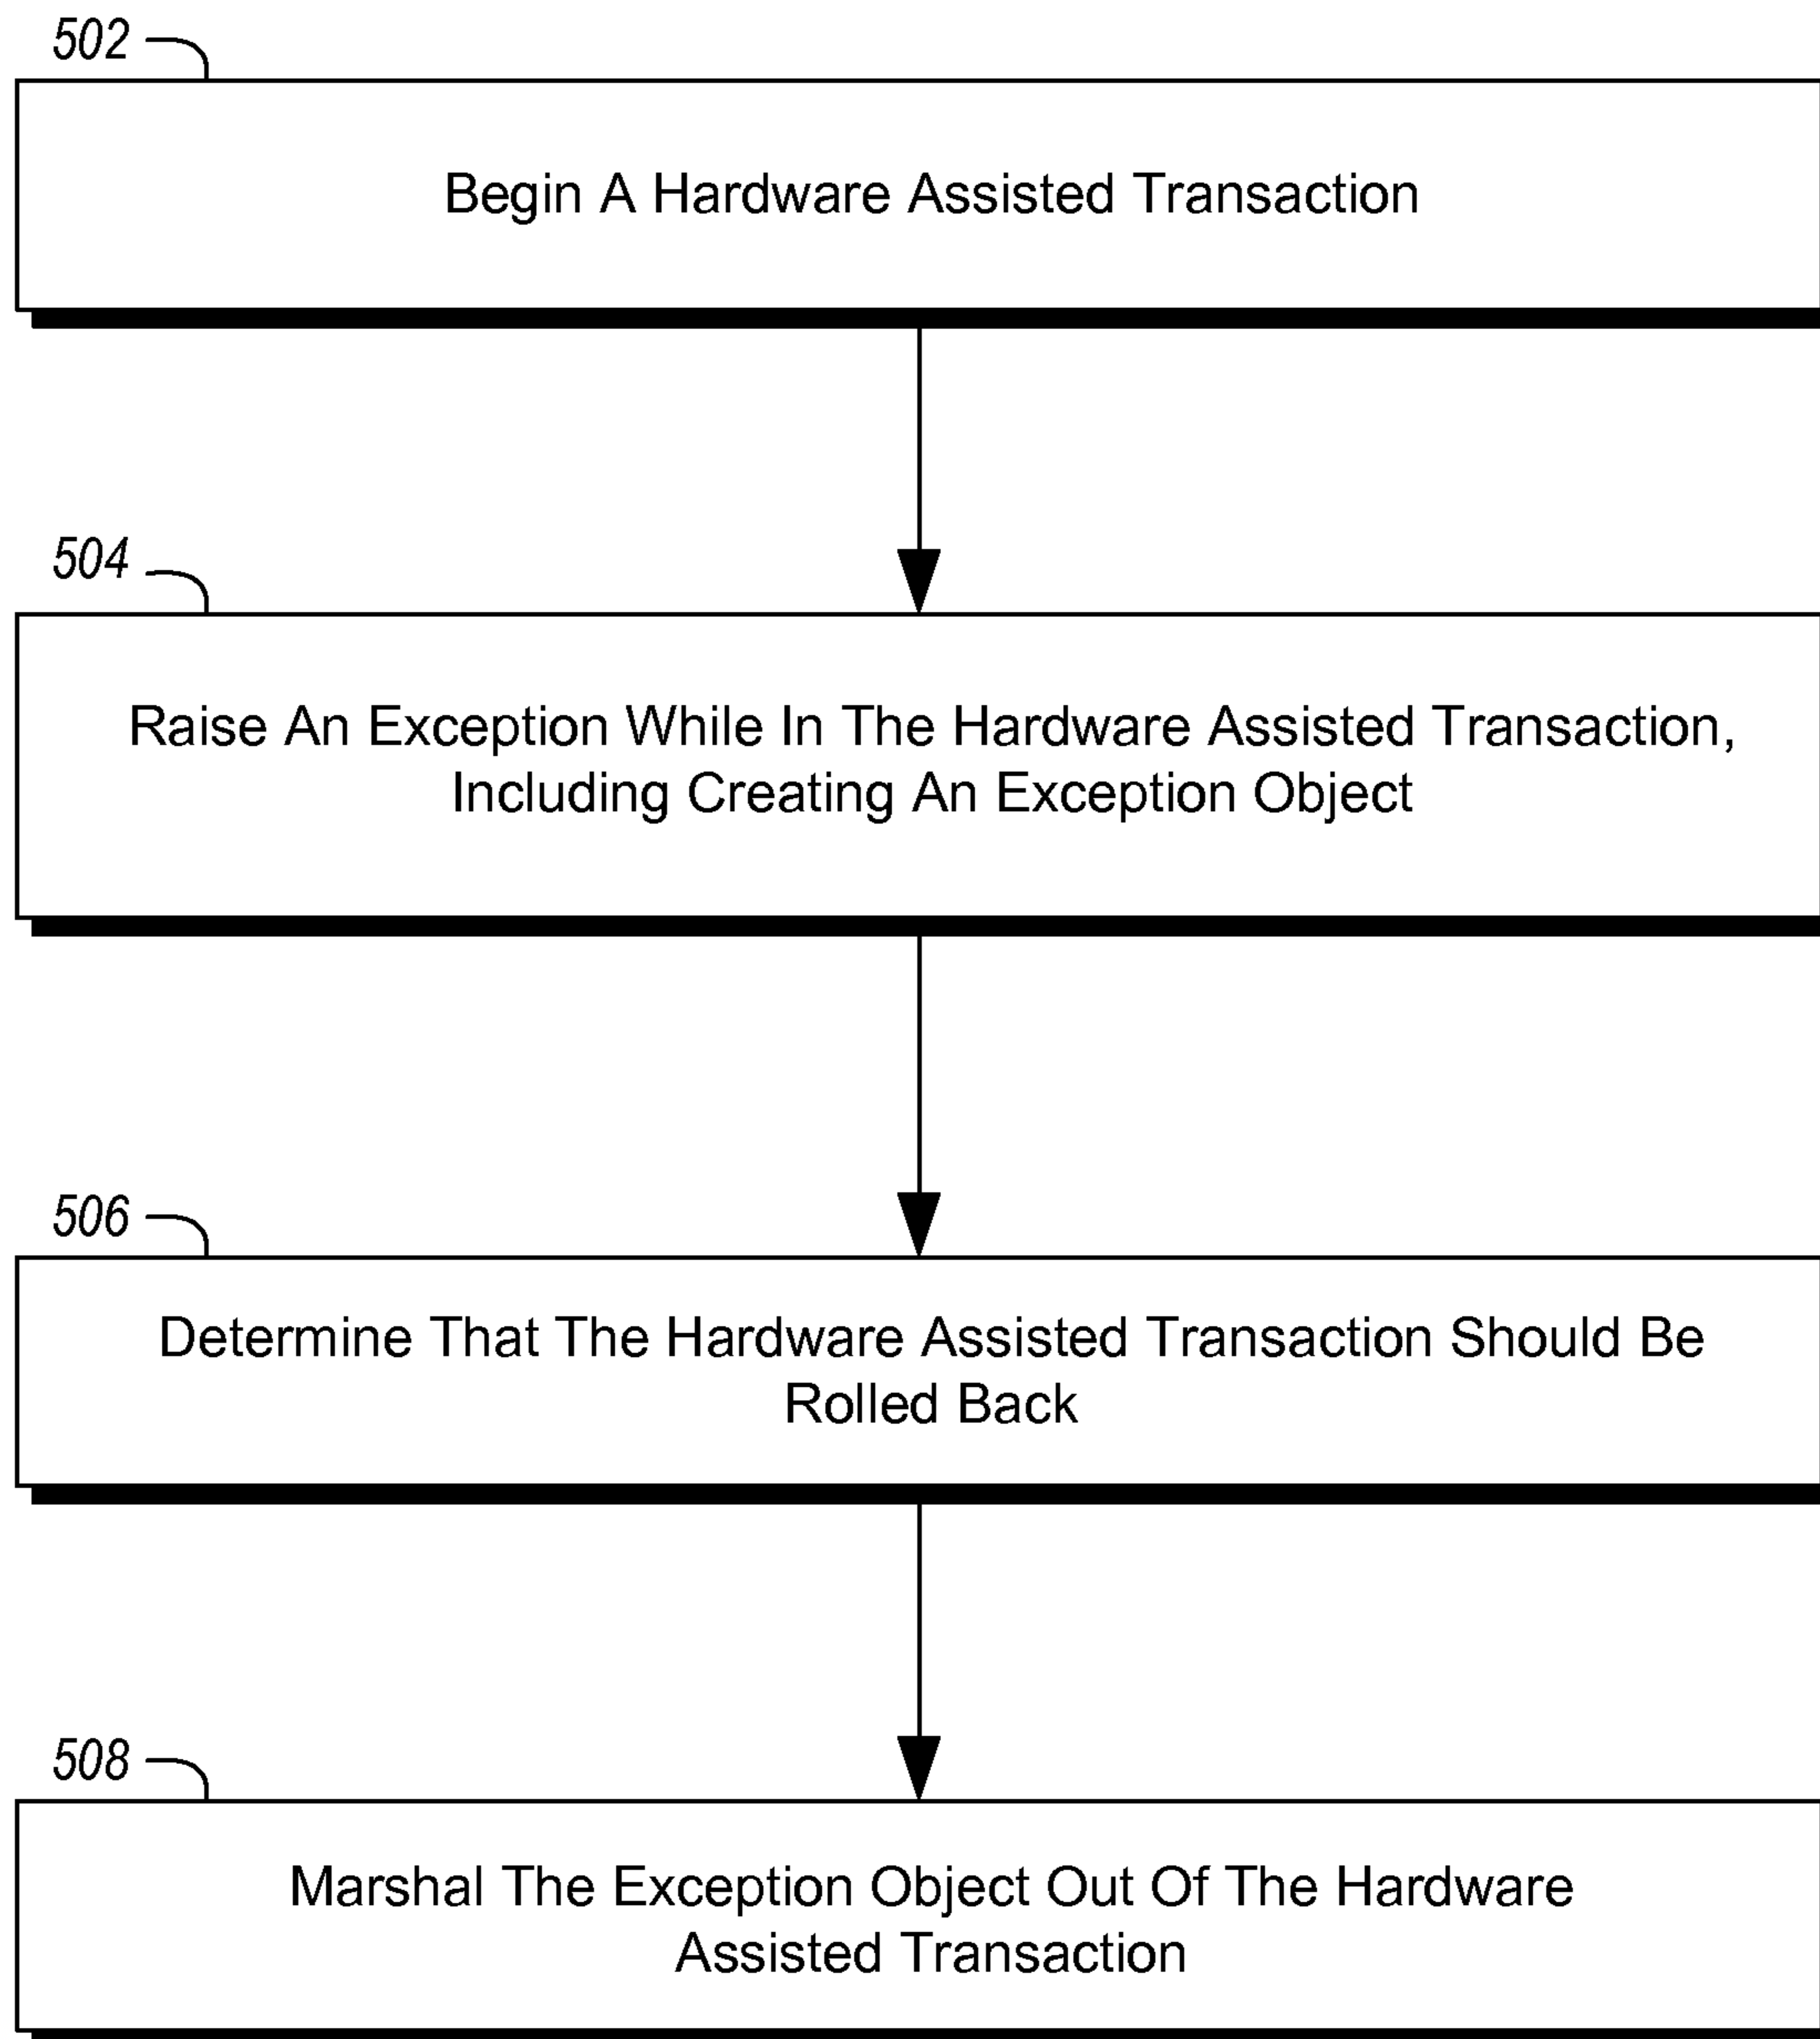 502
Begin A Hardware Assisted Transaction
504
Raise An Exception While In The Hardware Assisted Transaction,
Including Creating An Exception Object
506
Determine That The Hardware Assisted Transaction Should Be
Rolled Back
508
Marshal The Exception Object Out Of The Hardware
Assisted Transaction